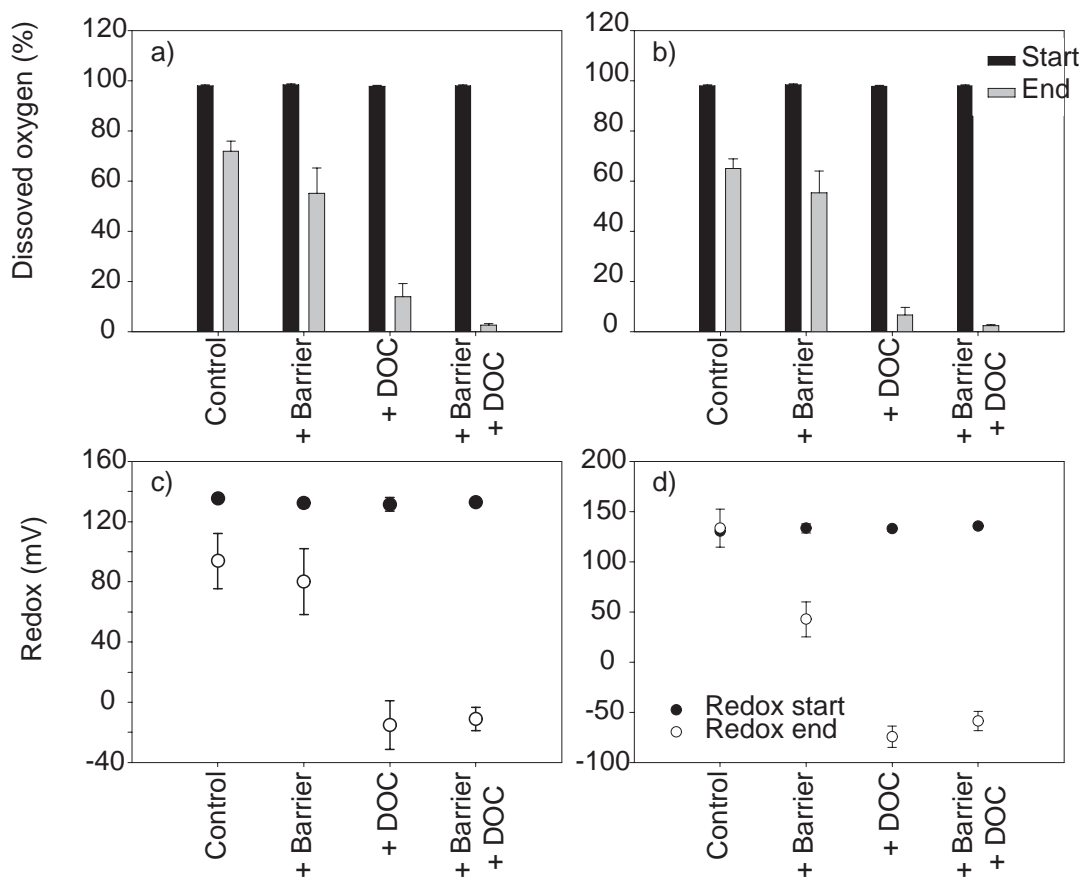 Dissoved oxygen (%)
120
100
80
60
40
20
0
a)
Control
+ Barrier
+ DOC
+ Barrier
+ DOC
120
100
80
60
40
20
0
b)
Start
End
Control
+ Barrier
+ DOC
+ Barrier
+ DOC
Redox (mV)
160
120
80
40
0
-40
c)
Control
+ Barrier
+ DOC
+ Barrier
+ DOC
200
150
100
50
0
-50
-100
d)
Redox start
Redox end
Control
+ Barrier
+ DOC
+ Barrier
+ DOC